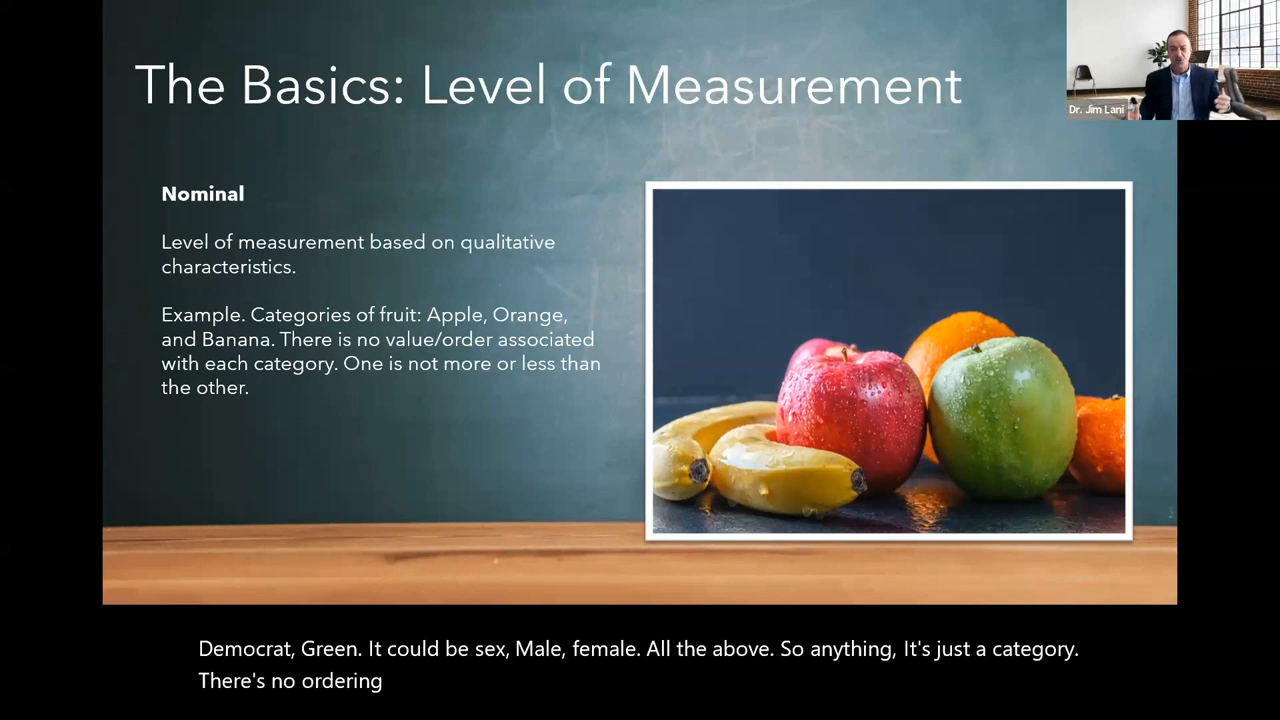 The Basics: Level of Measurement
Dr. Jim Lani
Nominal
Level of measurement based on qualitative
characteristics.
Example. Categories of fruit: Apple, Orange,
and Banana. There is no value/order associated
with each category. One is not more or less than
the other.
Democrat, Green. It could be sex, Male, female. All the above. So anything, It's just a category.
There's no ordering